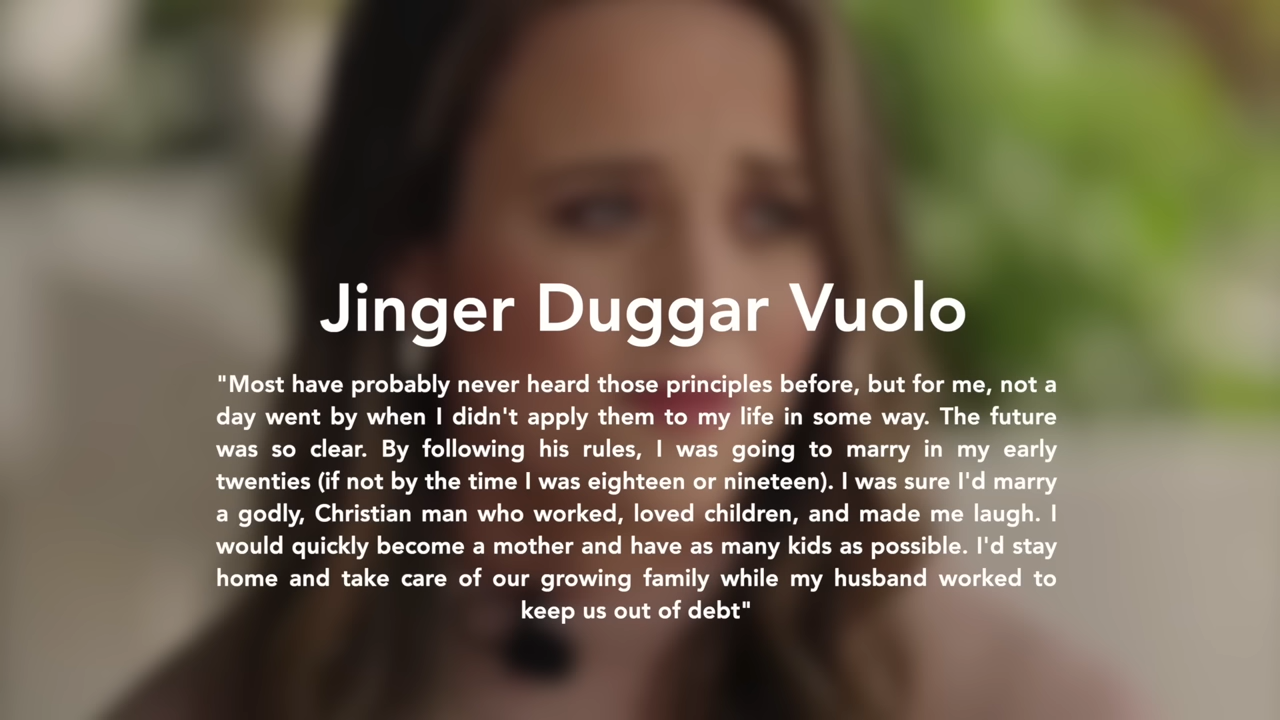 Jinger Duggar Vuolo
"Most have probably never heard those principles before, but for me, not a
day went by when I didn't apply them to my life in some way. The future
was so clear. By following his rules, I was going to marry in my early
twenties (if not by the time I was eighteen or nineteen). I was sure I'd marry
a godly, Christian man who worked, loved children, and made me laugh. I
would quickly become a mother and have as many kids as possible. I'd stay
home and take care of our growing family while my husband worked to
keep us out of debt"